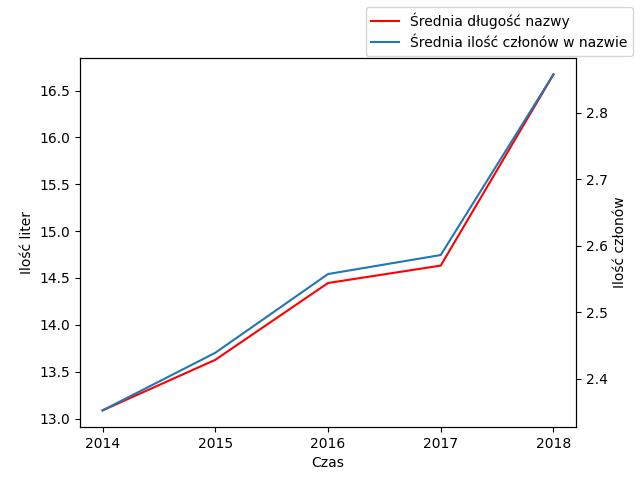 Średnia długość nazwy
Średnia ilość członów w nazwie
16.5
16.0
15.5
15.0
14.5
14.0
13.5
13.0
Ilość liter
2.8
2.7
2.6
2.5
2.4
Ilość członów
2014 2015 2016 2017 2018
Czas